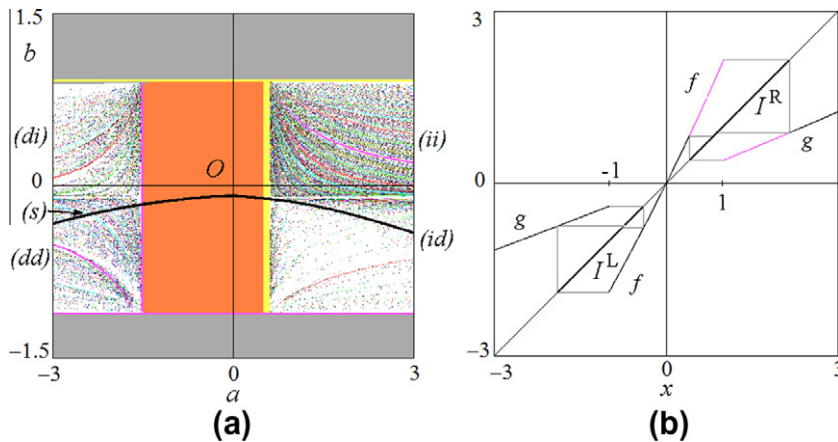 1.5
b
(di)
(ii)
O
0
(s)
(dd)
(id)
–1.5
–3
0
3
a
(a)
3
f
I^R
g
-1
0
1
g
I^L
f
–3
–3
0
3
x
(b)